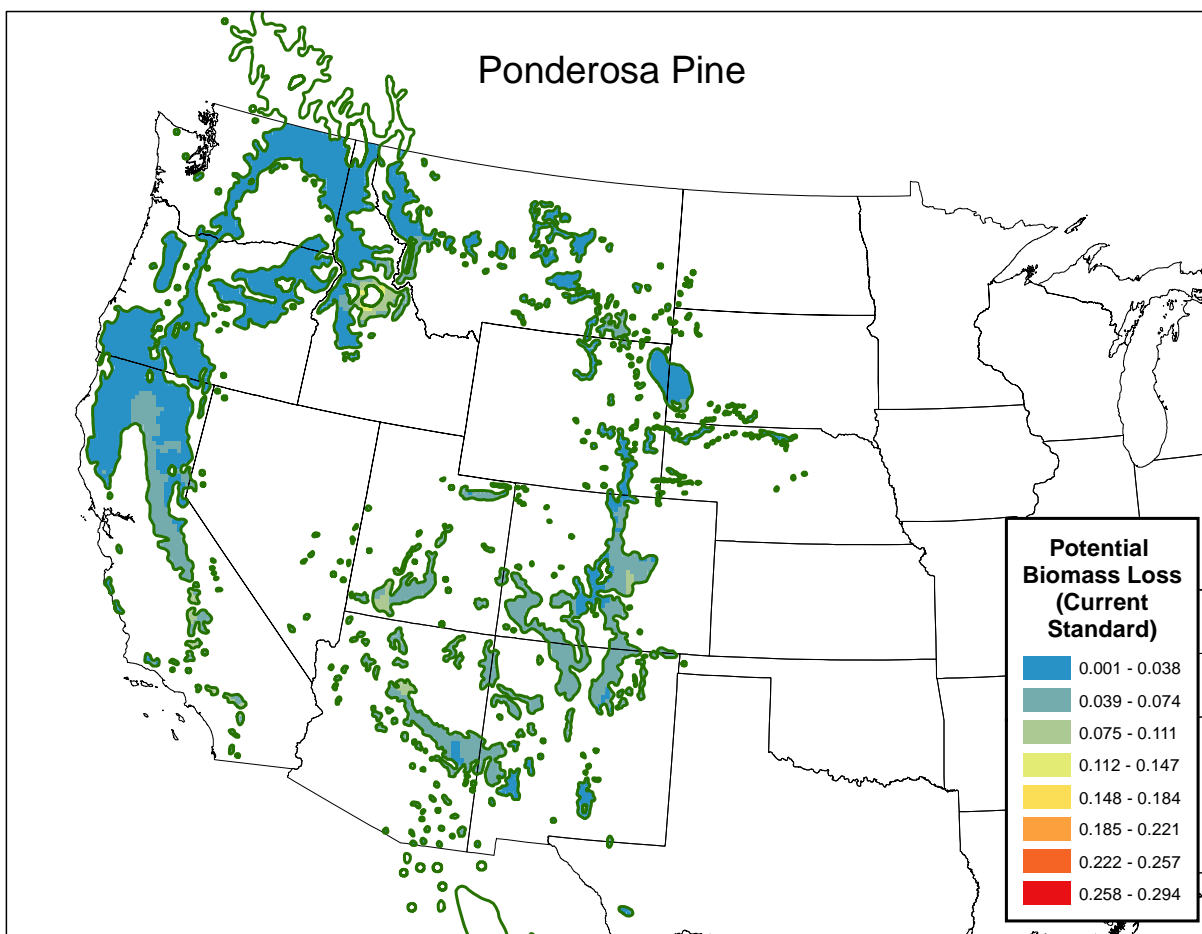 Ponderosa Pine
Potential
Biomass Loss
(Current
Standard)
0.001 - 0.038
0.039 - 0.074
0.075 - 0.111
0.112 - 0.147
0.148 - 0.184
0.185 - 0.221
0.222 - 0.257
0.258 - 0.294